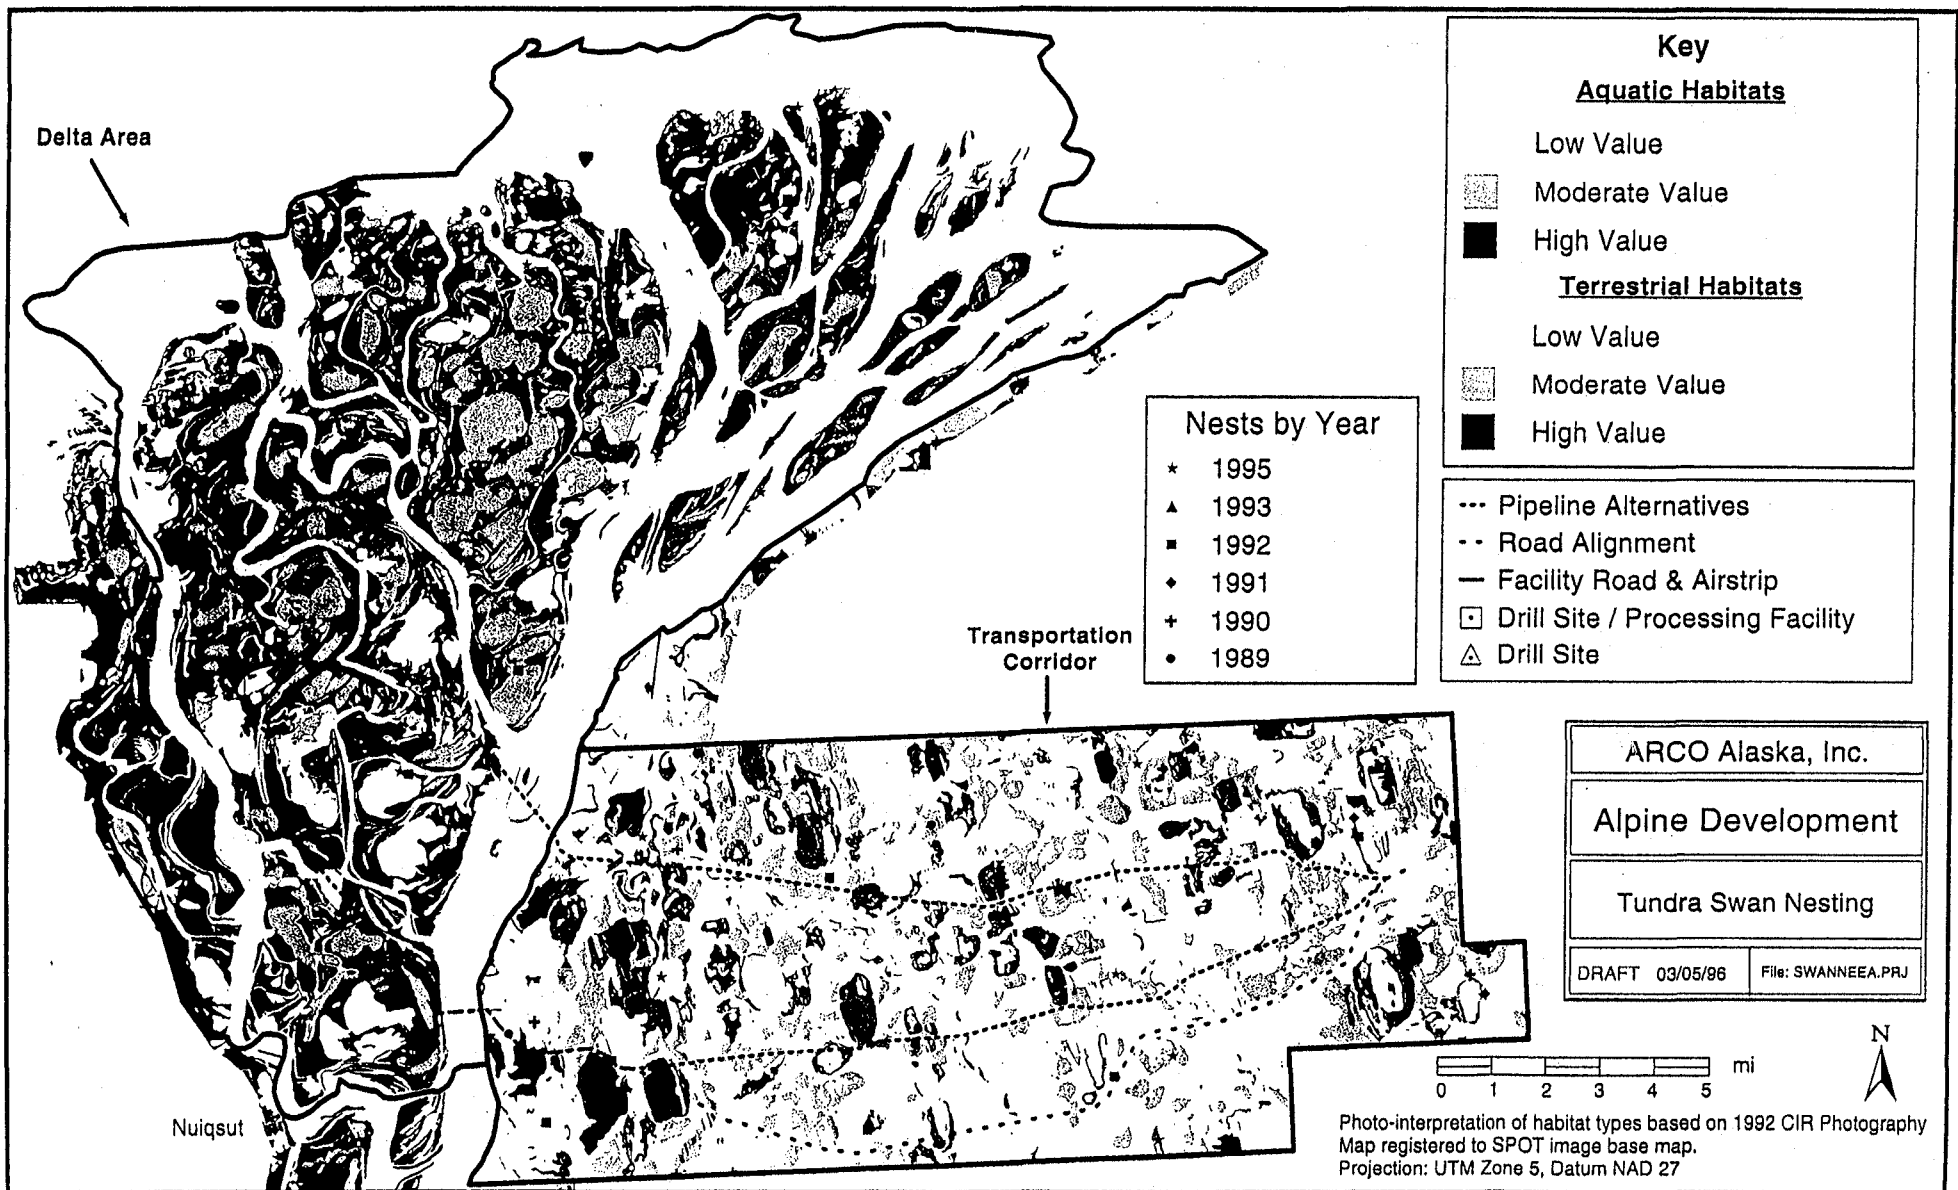 Delta Area
Key
Aquatic Habitats
Low Value
Moderate Value
High Value
Terrestrial Habitats
Low Value
Moderate Value
High Value
Nests by Year
1995
1993
1992
1991
1990
1989
Pipeline Alternatives
Road Alignment
Facility Road & Airstrip
Drill Site / Processing Facility
Drill Site
Transportation
Corridor
ARCO Alaska, Inc.
Alpine Development
Tundra Swan Nesting
DRAFT 03/05/96
File: SWANNEEA.PRJ
N
0 1 2 3 4 5 mi
Nuiqsut
Photo-interpretation of habitat types based on 1992 CIR Photography
Map registered to SPOT image base map.
Projection: UTM Zone 5, Datum NAD 27